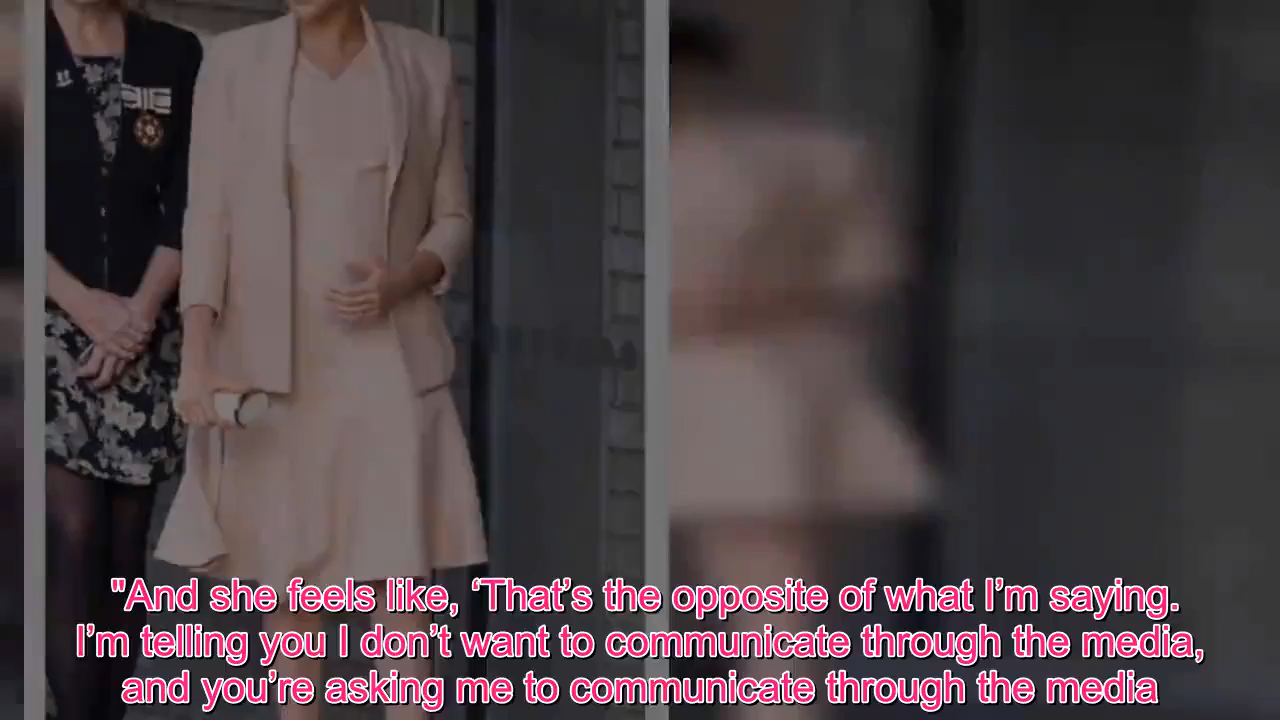 "And she feels like, ‘That’s the opposite of what I’m saying.
I’m telling you I don’t want to communicate through the media,
and you’re asking me to communicate through the media